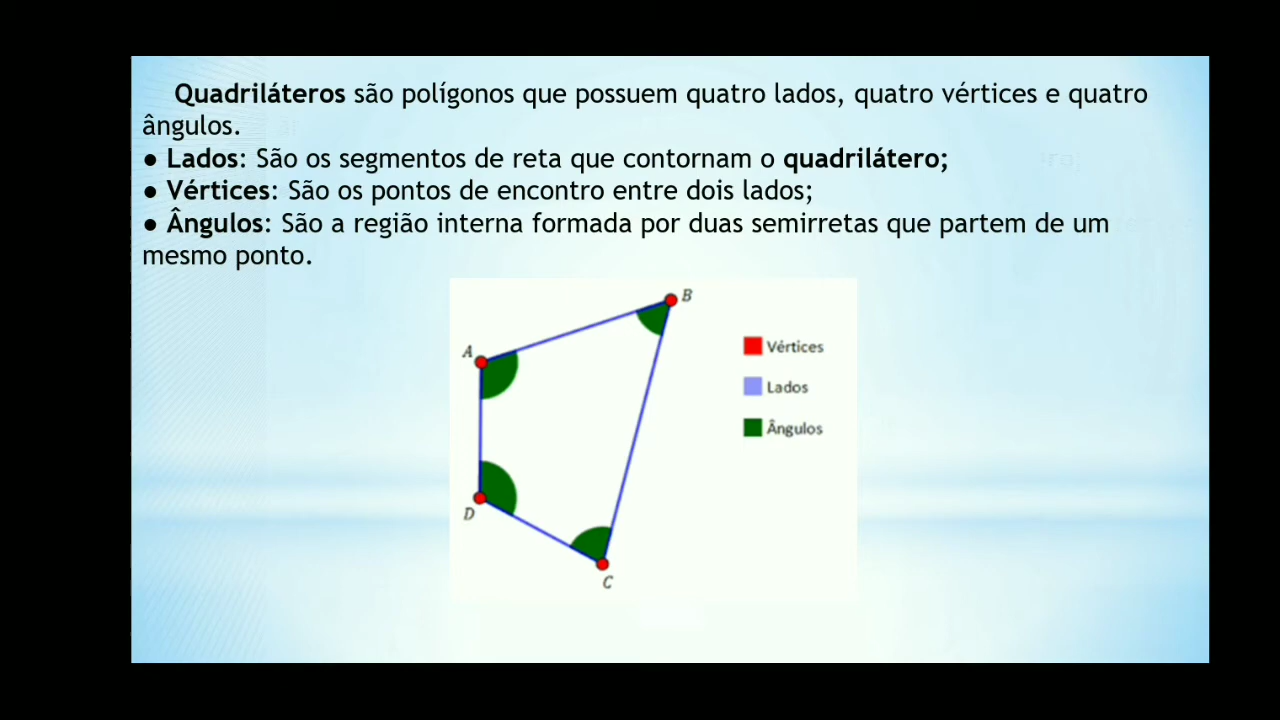 Quadriláteros são polígonos que possuem quatro lados, quatro vértices e quatro
ângulos.
● Lados: São os segmentos de reta que contornam o quadrilátero;
● Vértices: São os pontos de encontro entre dois lados;
● Ângulos: São a região interna formada por duas semirretas que partem de um
mesmo ponto.
B
A
Vértices
Lados
Ângulos
D
C